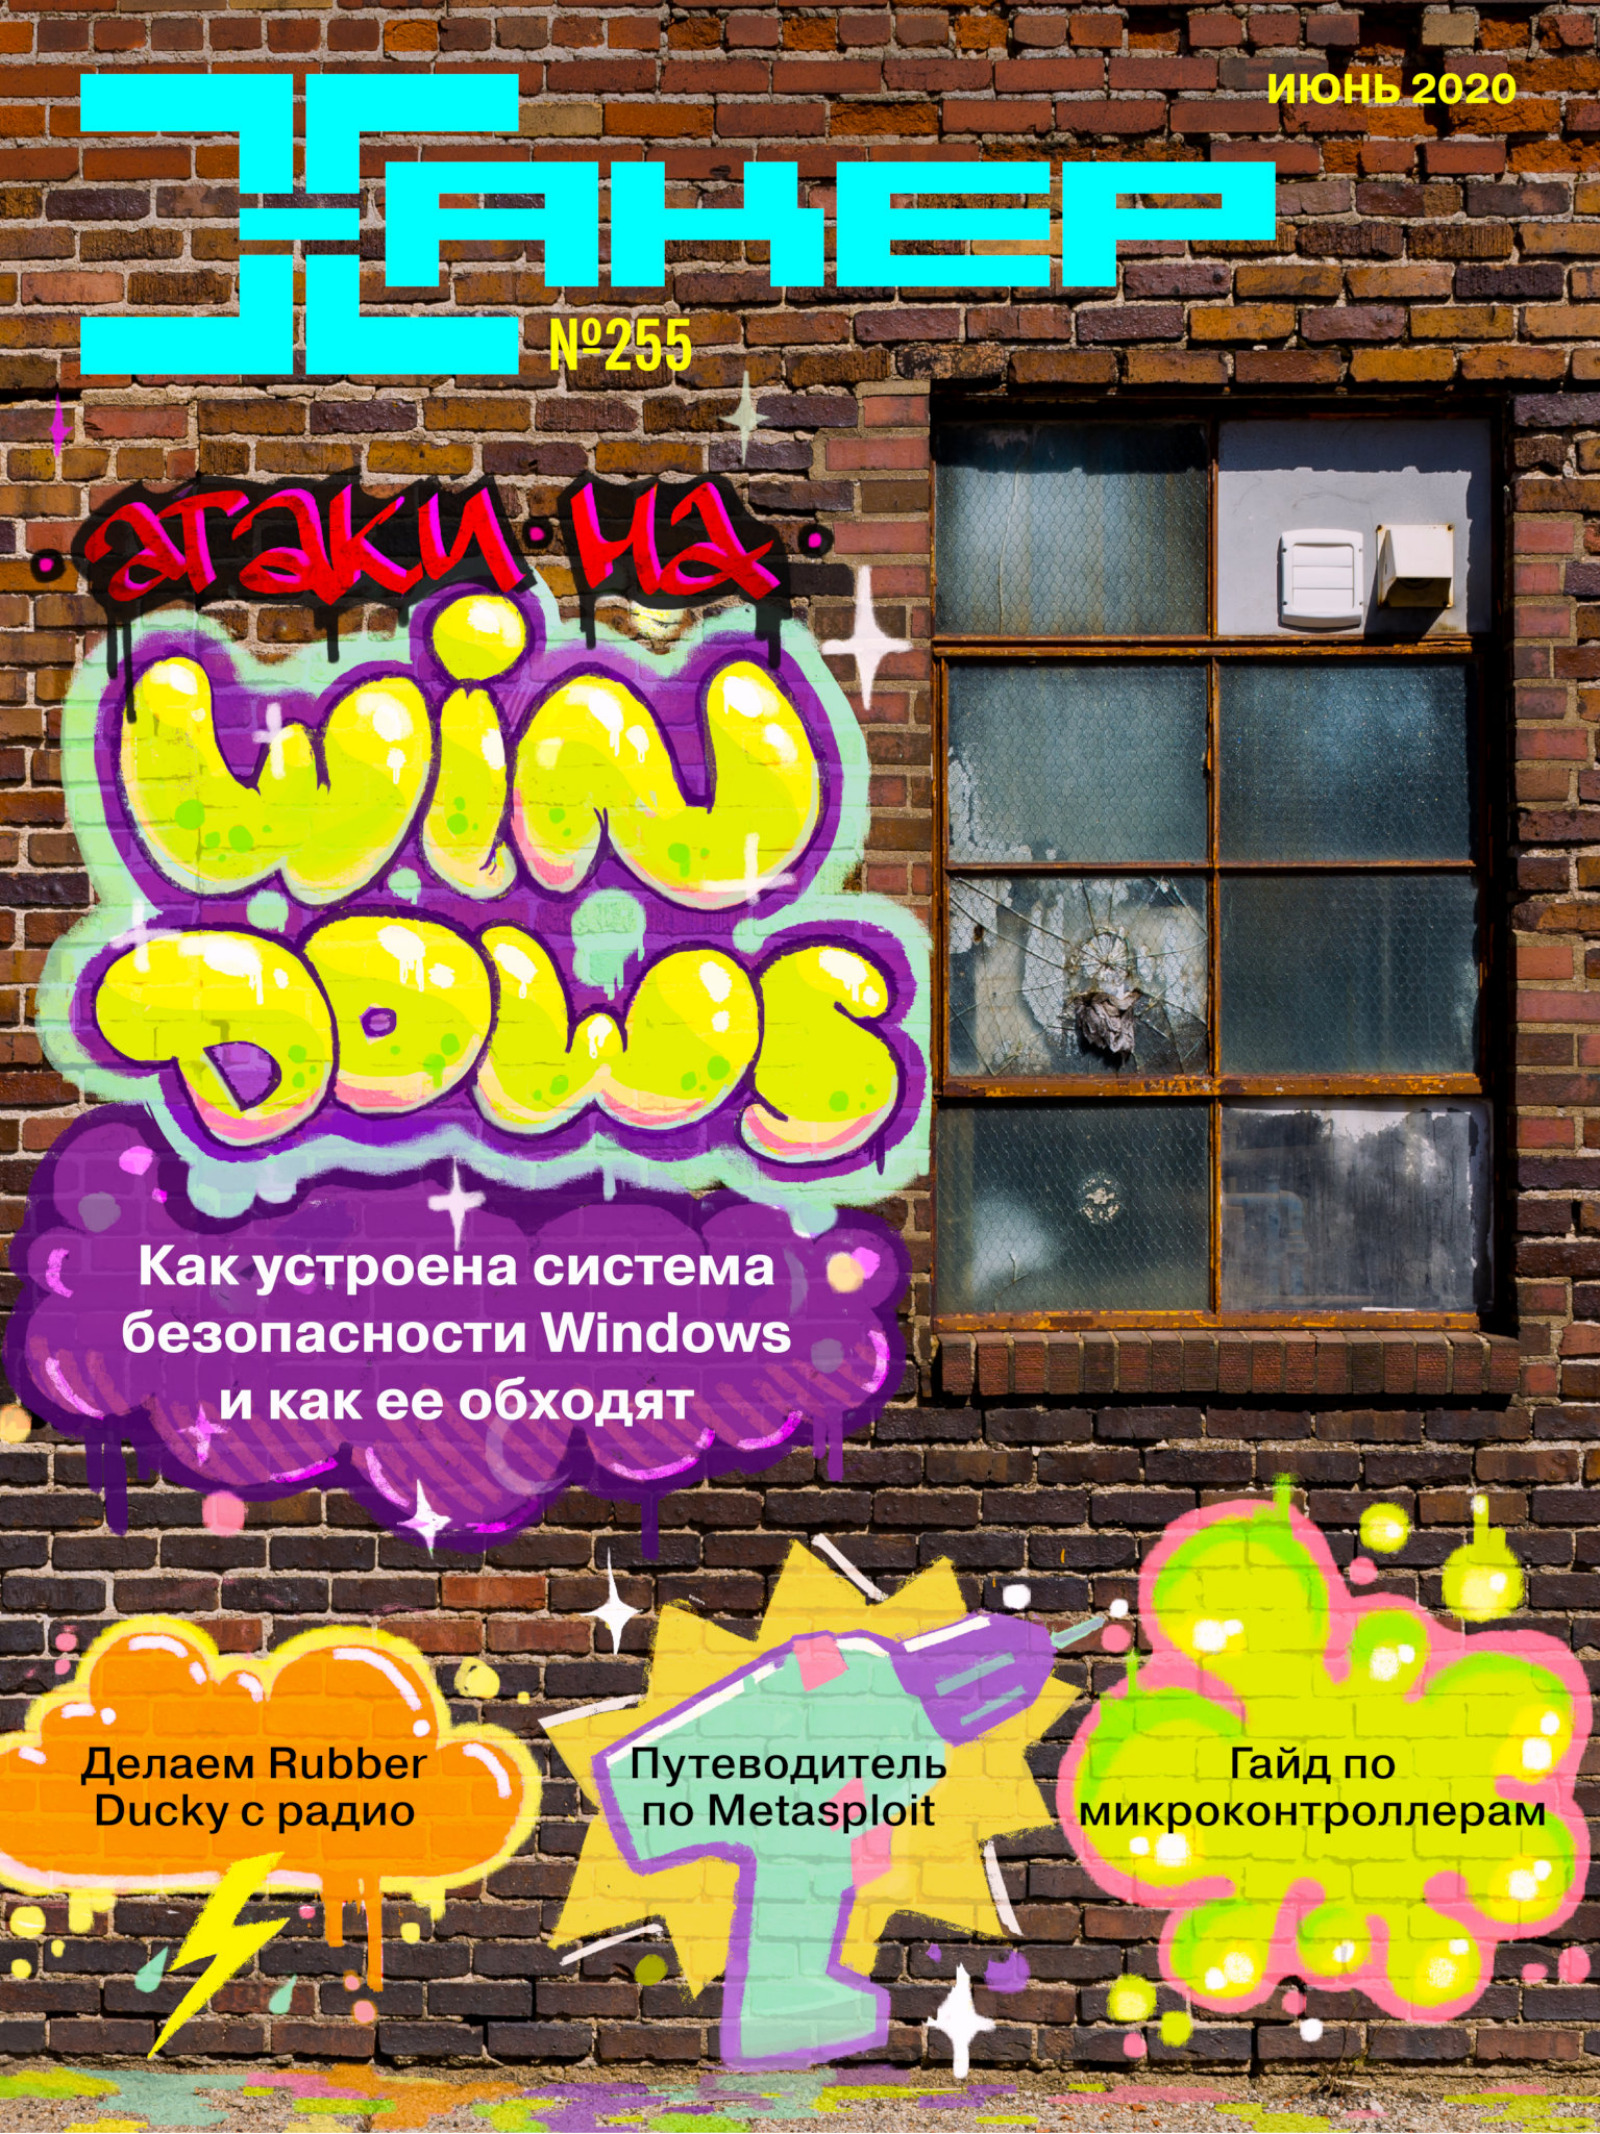 ИЮНЬ 2020
ХАКЕР
№255
атаки на
WiN
DOWS
Как устроена система
безопасности Windows
и как ее обходят
Делаем Rubber
Ducky с радио
Путеводитель
по Metasploit
Гайд по
микроконтроллерам